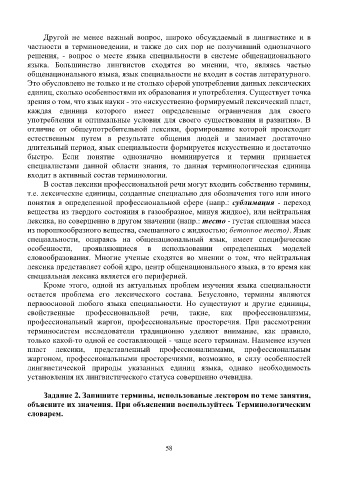 Другой не менее важный вопрос, широко обсуждаемый в лингвистике и в
частности в терминоведении, и также до сих пор не получивший однозначного
решения, - вопрос о месте языка специальности в системе общенационального
языка. Большинство лингвистов сходятся во мнении, что, являясь частью
общенационального языка, язык специальности не входит в состав литературного.
Это обусловлено не только и не столько сферой употребления данных лексических
единиц, сколько особенностями их образования и употребления. Существует точка
зрения о том, что язык науки - это «искусственно формируемый лексический пласт,
каждая единица которого имеет определенные ограничения для своего
употребления и оптимальные условия для своего существования и развития». В
отличие от общеупотребительной лексики, формирование которой происходит
естественным путем в результате общения людей и занимает достаточно
длительный период, язык специальности формируется искусственно и достаточно
быстро. Если понятие однозначно номинируется и термин признается
специалистами данной области знания, то данная терминологическая единица
входит в активный состав терминологии.
В состав лексики профессиональной речи могут входить собственно термины,
т.е. лексические единицы, созданные специально для обозначения того или иного
понятия в определенной профессиональной сфере (напр.: сублимация - переход
вещества из твердого состояния в газообразное, минуя жидкое), или нейтральная
лексика, но совершенно в другом значении (напр.: тесто - густая сплошная масса
из порошкообразного вещества, смешанного с жидкостью; бетонное тесто). Язык
специальности, опираясь на общенациональный язык, имеет специфические
особенности, проявляющиеся в использовании определенных моделей
словообразования. Многие ученые сходятся во мнении о том, что нейтральная
лексика представляет собой ядро, центр общенационального языка, в то время как
специальная лексика является его периферией.
Кроме этого, одной из актуальных проблем изучения языка специальности
остается проблема его лексического состава. Безусловно, термины являются
первоосновой любого языка специальности. Но существуют и другие единицы,
свойственные профессиональной речи, такие, как профессионализмы,
профессиональный жаргон, профессиональные просторечия. При рассмотрении
терминосистем исследователи традиционно уделяют внимание, как правило,
только какой-то одной ее составляющей - чаще всего терминам. Наименее изучен
пласт лексики, представленный профессионализмами, профессиональным
жаргоном, профессиональными просторечиями, возможно, в силу особенностей
лингвистической природы указанных единиц языка, однако необходимость
установления их лингвистического статуса совершенно очевидна.
Задание 2. Запишите термины, использованые лектором по теме занятия,
объясните их значения. При объяснении воспользуйтесь Терминологическим
словарем.
58